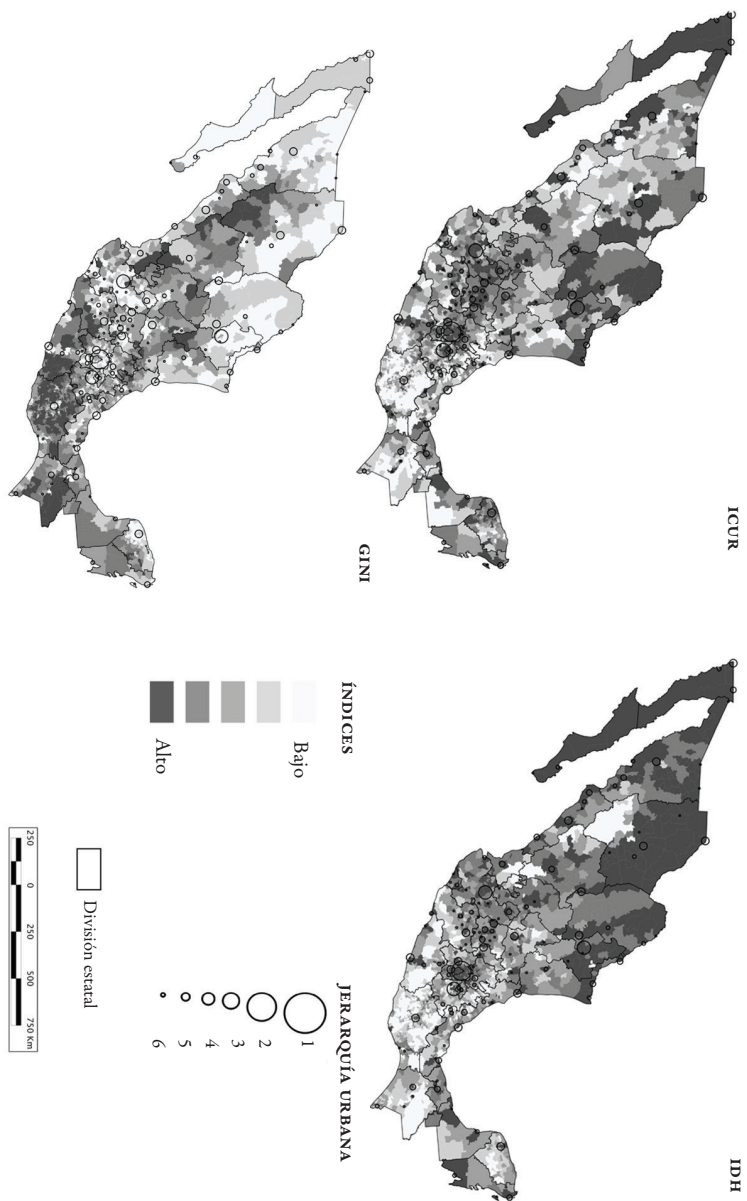 ICUR
IDH
GINI
ÍNDICES
Bajo
Alto
JERARQUÍA URBANA
1
2
3
4
5
6
División estatal
250 0 250 500 750 Km